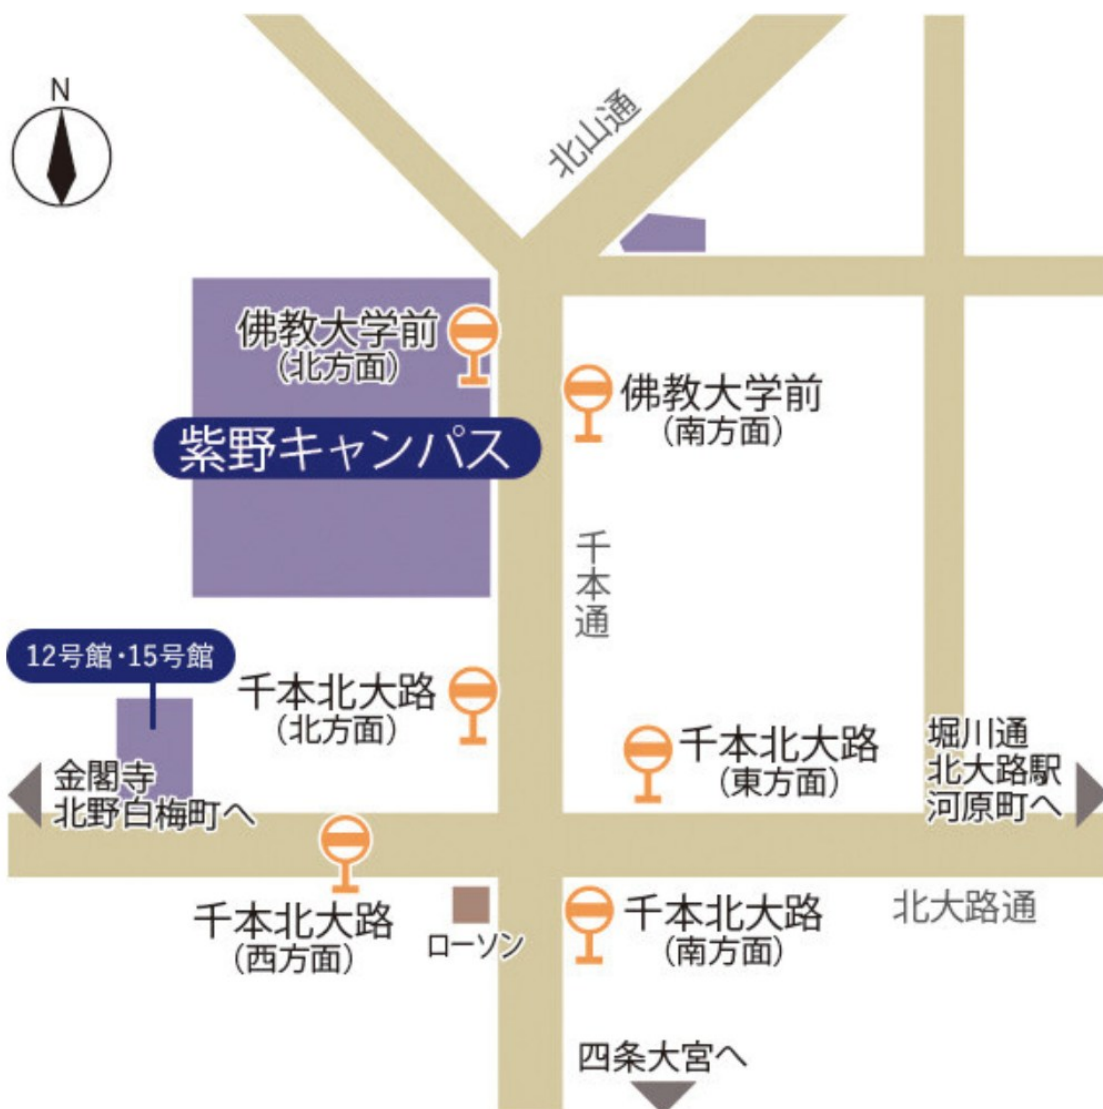 N
北山通
佛教大学前
(北方面)
佛教大学前
(南方面)
紫野キャンパス
千本通
12号館・15号館
千本北大路
(北方面)
千本北大路
(東方面)
堀川通
北大路駅
河原町へ
金閣寺
北野白梅町へ
千本北大路
(西方面)
ローソン
千本北大路
(南方面)
北大路通
四条大宮へ